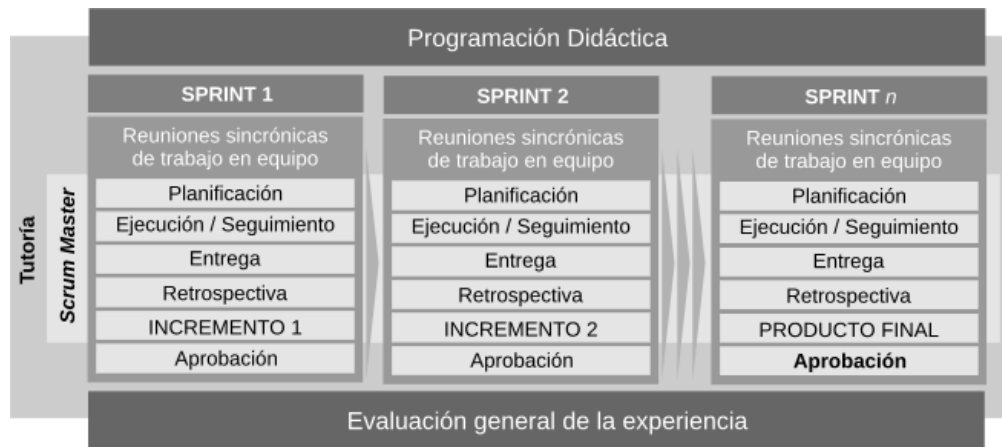 Programación Didáctica
Tutoría
Scrum Master
SPRINT 1
Reuniones sincrónicas
de trabajo en equipo
Planificación
Ejecución / Seguimiento
Entrega
Retrospectiva
INCREMENTO 1
Aprobación
SPRINT 2
Reuniones sincrónicas
de trabajo en equipo
Planificación
Ejecución / Seguimiento
Entrega
Retrospectiva
INCREMENTO 2
Aprobación
SPRINT n
Reuniones sincrónicas
de trabajo en equipo
Planificación
Ejecución / Seguimiento
Entrega
Retrospectiva
PRODUCTO FINAL
Aprobación
Evaluación general de la experiencia